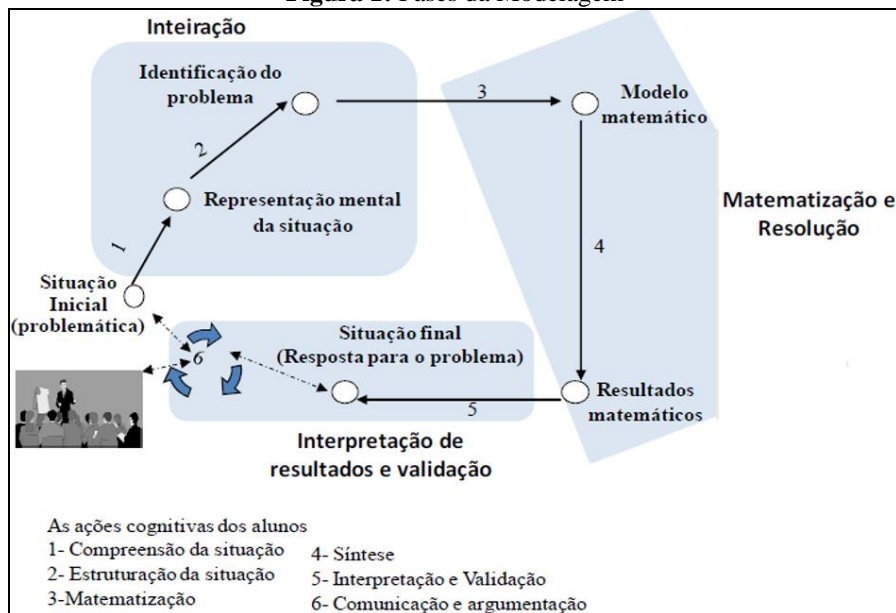 Figura 1: Fases da Modelagem
Inteiração
Identificação do
problema
3
Modelo
matemático
2
Representação mental
da situação
Matematização e
Resolução
1
4
Situação
Inicial
(problemática)
6
Situação final
(Resposta para o problema)
5
Resultados
matemáticos
Interpretação de
resultados e validação
As ações cognitivas dos alunos
1- Compreensão da situação
2- Estruturação da situação
3-Matematização
4- Síntese
5- Interpretação e Validação
6- Comunicação e argumentação